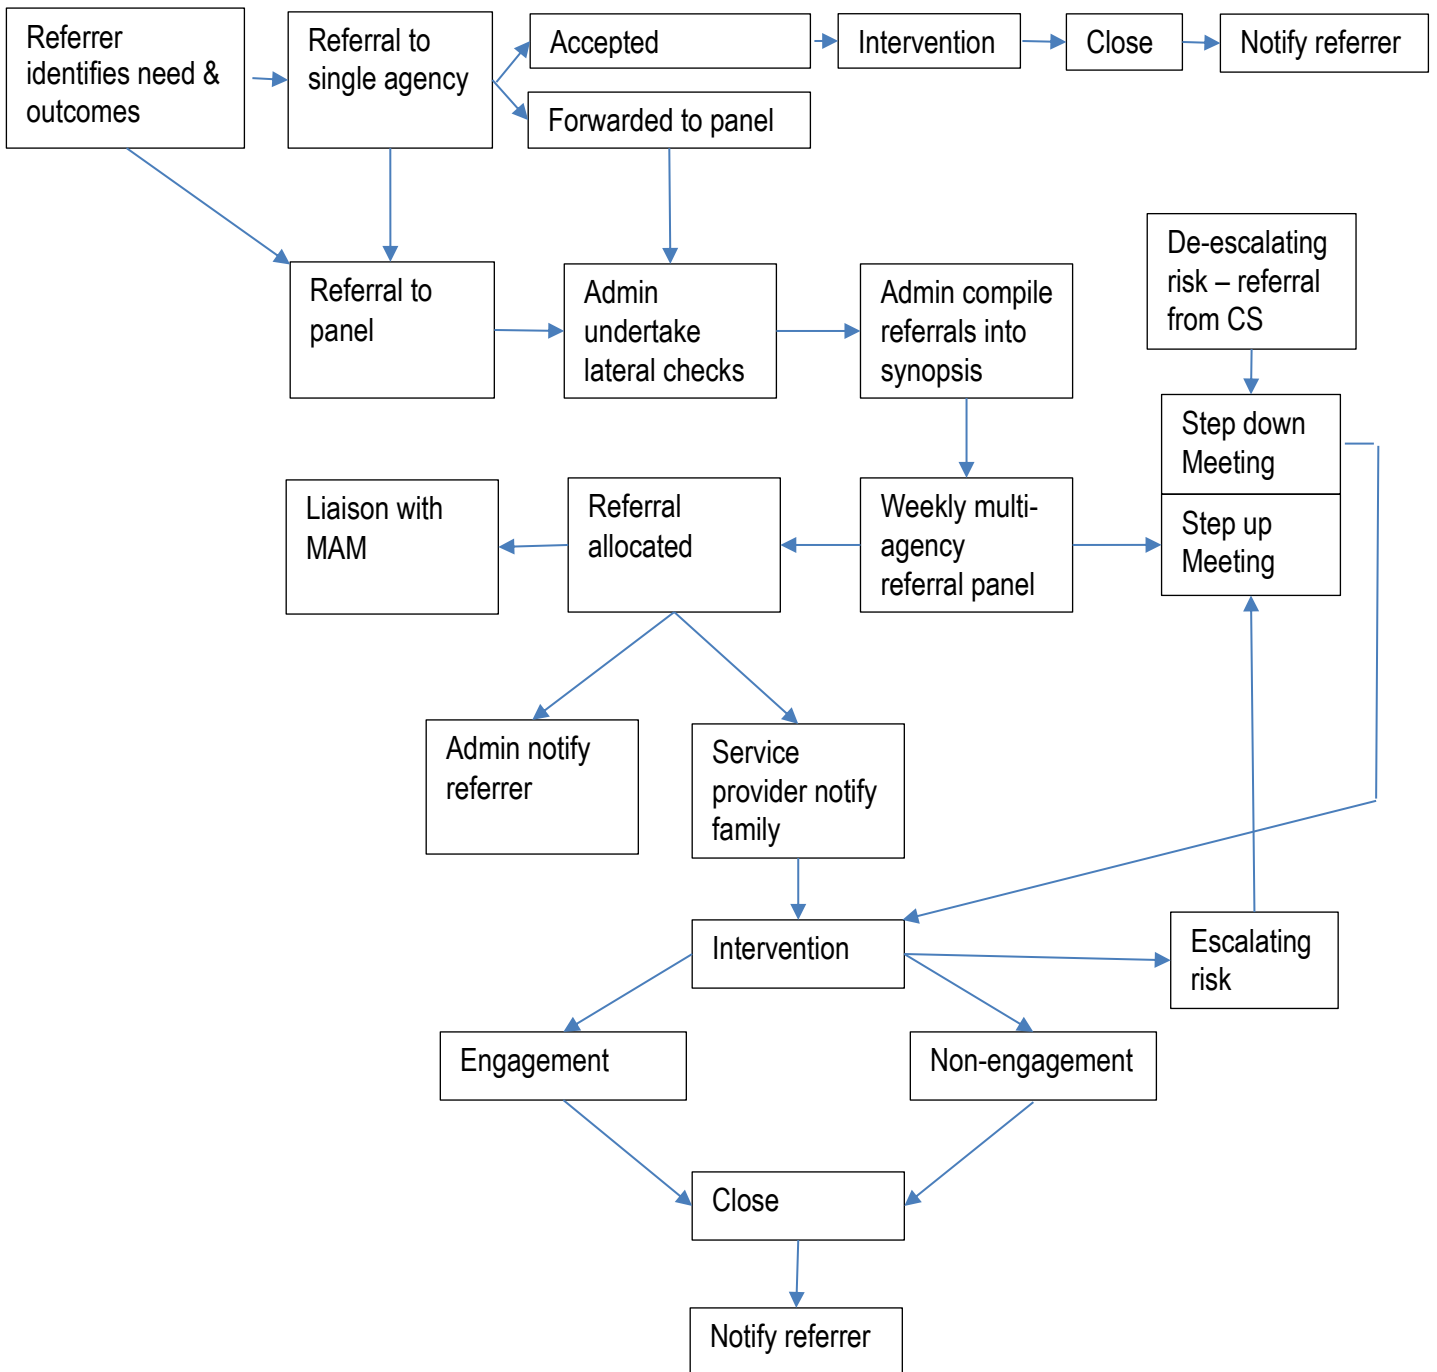 Referrer
identifies need &
outcomes
Referral to
single agency
Accepted
Intervention
Close
Notify referrer
Forwarded to panel
De-escalating
risk – referral
from CS
Referral to
panel
Admin
undertake
lateral checks
Admin compile
referrals into
synopsis
Step down
Meeting
Liaison with
MAM
Referral
allocated
Weekly multi-
agency
referral panel
Step up
Meeting
Admin notify
referrer
Service
provider notify
family
Intervention
Escalating
risk
Engagement
Non-engagement
Close
Notify referrer